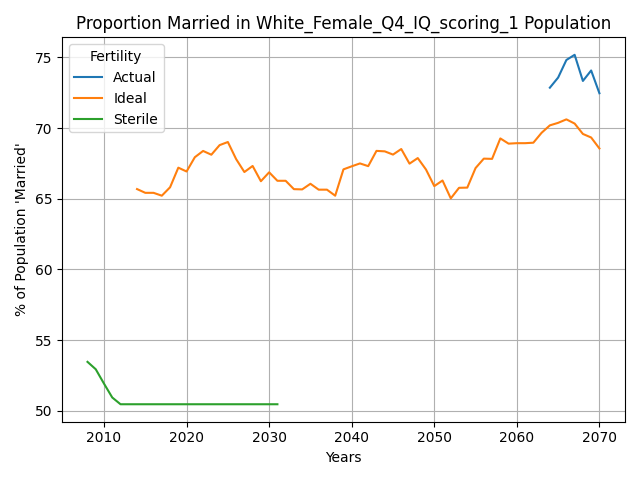 Proportion Married in White_Female_Q4_IQ_scoring_1 Population
Fertility
Actual
Ideal
Sterile
% of Population 'Married'
75
70
65
60
55
50
2010
2020
2030
2040
2050
2060
2070
Years